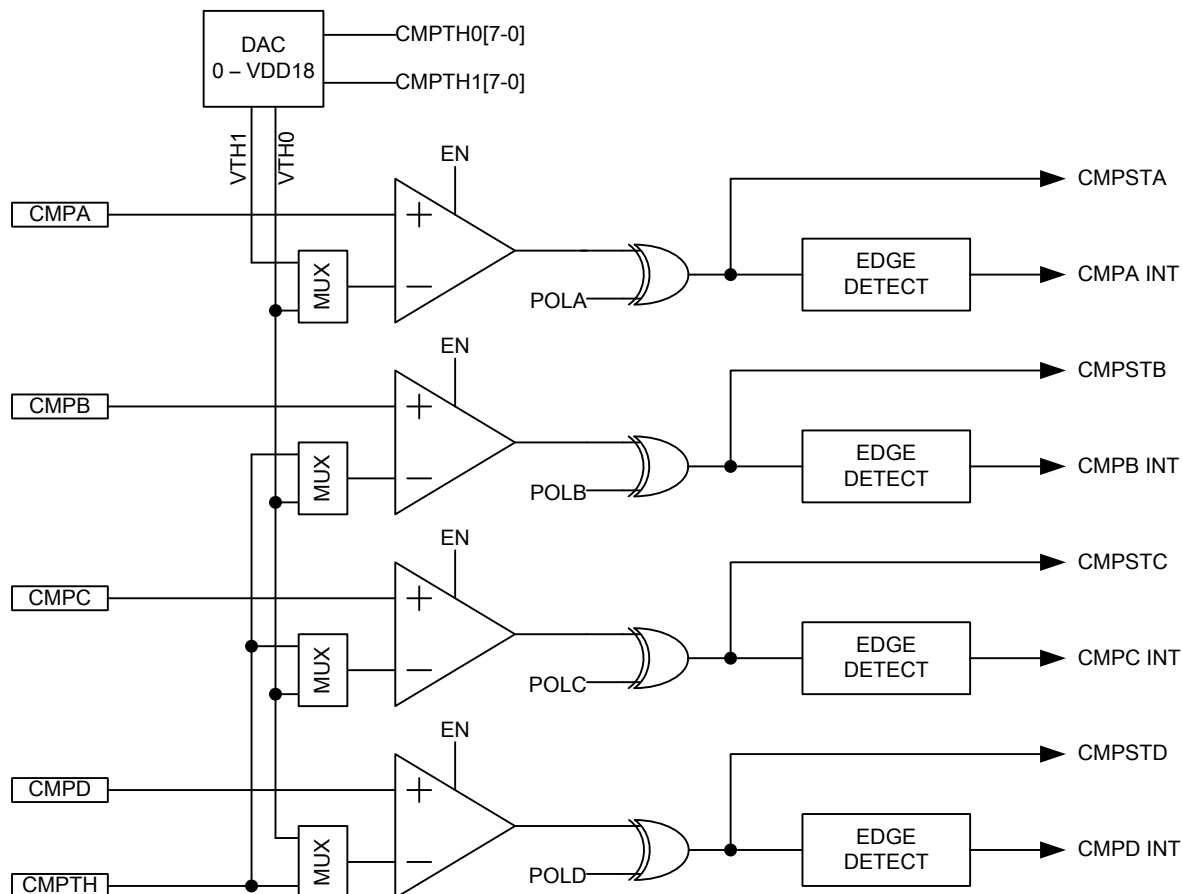 DAC
0 – VDD18
CMPTH0[7-0]
CMPTH1[7-0]
VTH1
VTH0
EN
CMPA
+
–
MUX
POLA
EDGE
DETECT
CMPSTA
CMPA INT
EN
CMPB
+
–
MUX
POLB
EDGE
DETECT
CMPSTB
CMPB INT
EN
CMPC
+
–
MUX
POLC
EDGE
DETECT
CMPSTC
CMPC INT
EN
CMPD
+
–
MUX
POLD
EDGE
DETECT
CMPSTD
CMPD INT
CMPTH